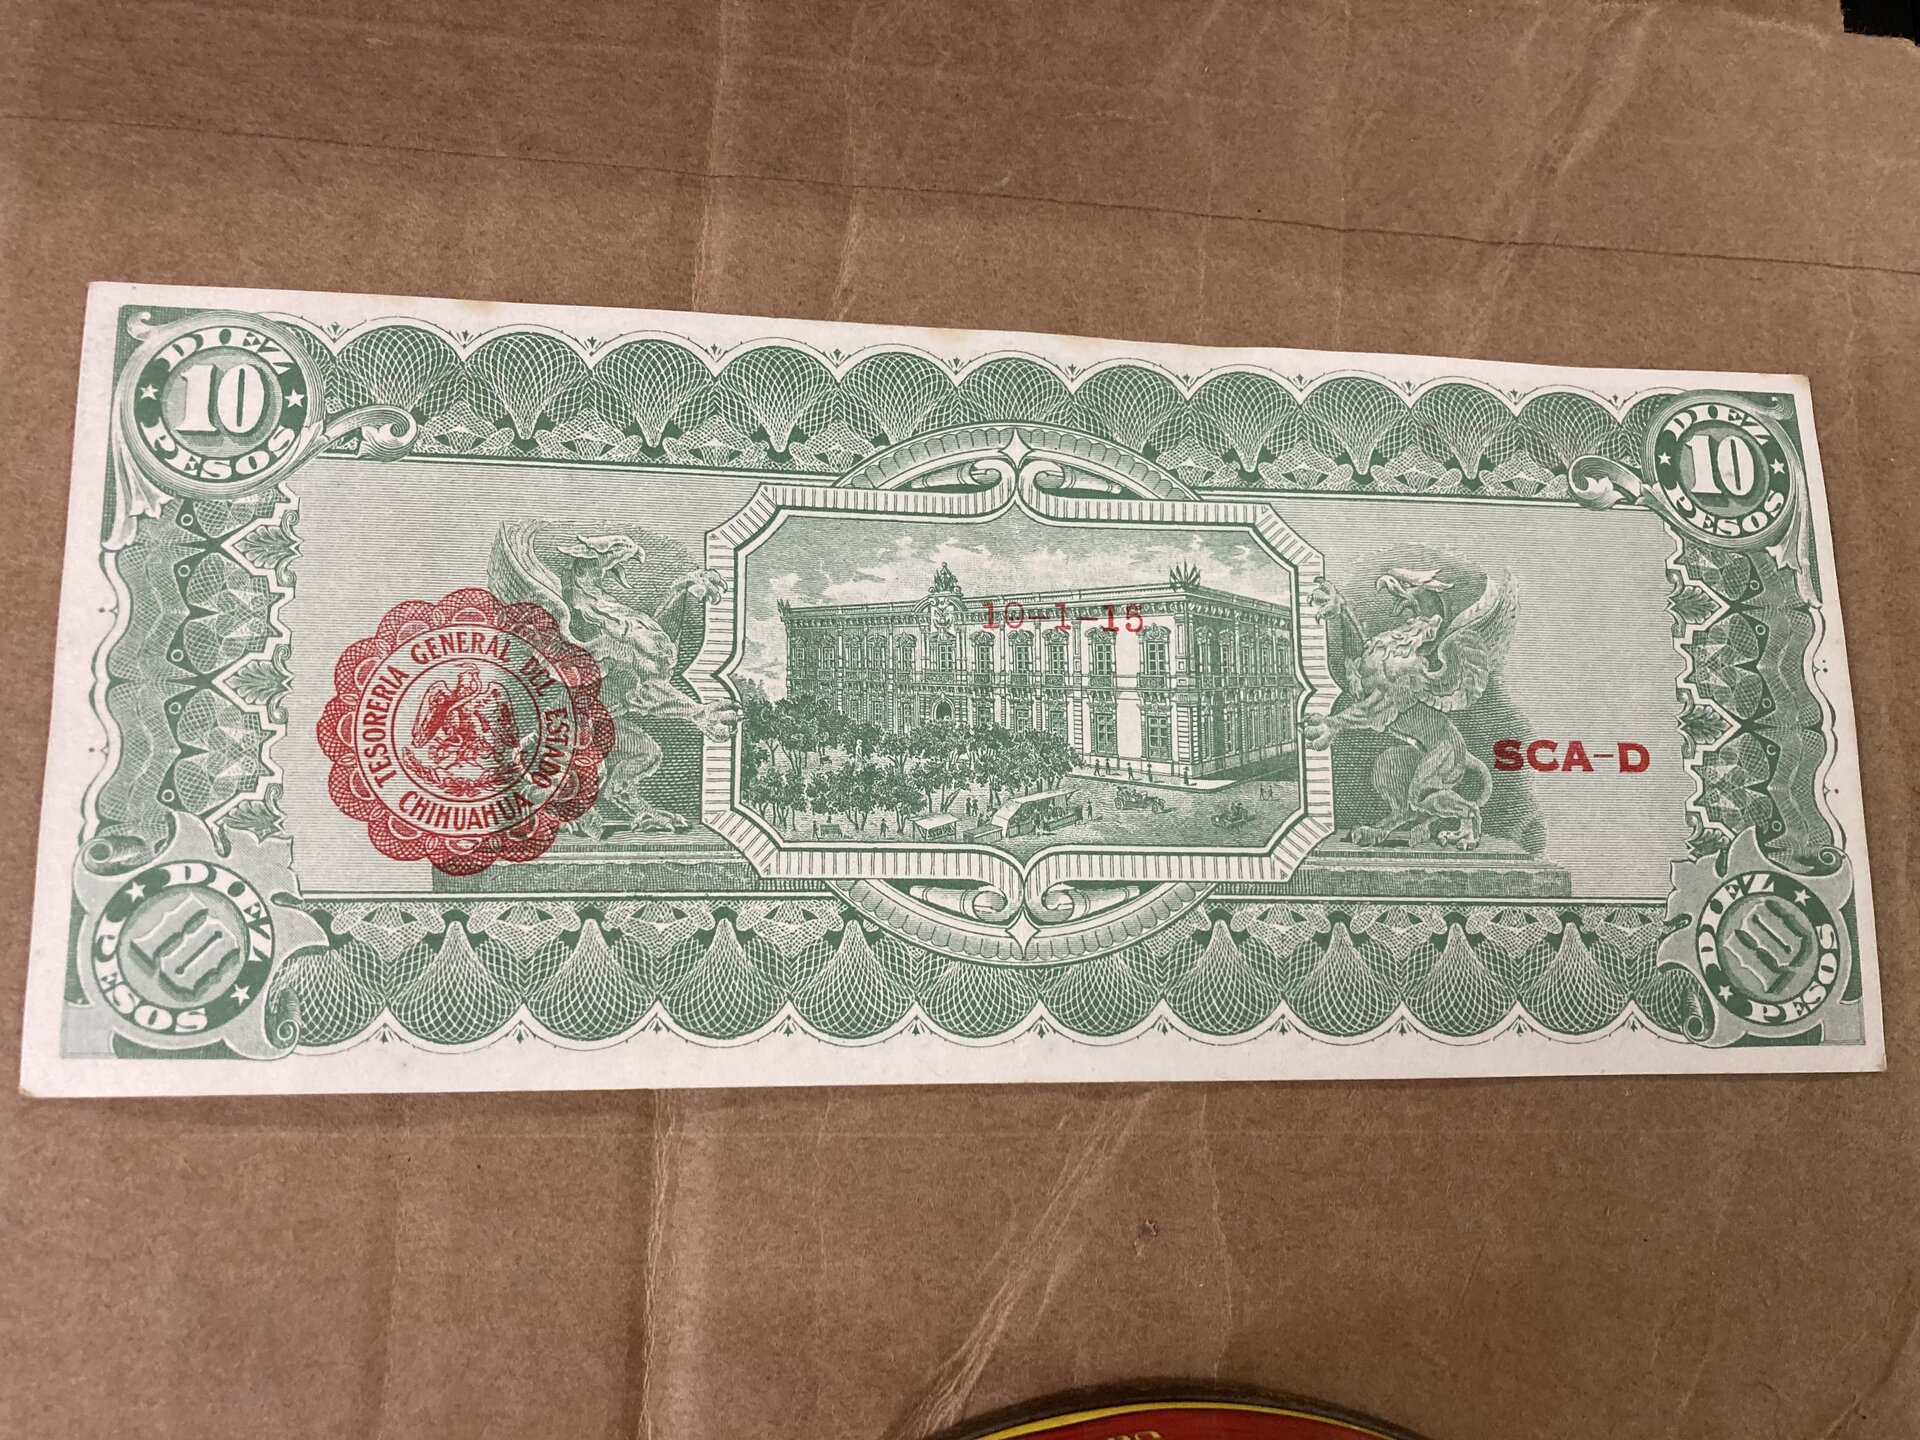 DIEZ
10
PESOS
DIEZ
10
PESOS
10-1-15
TESORERIA GENERAL DEL ESTADO
CHIHUAHUA
SCA-D
DIEZ
10
PESOS
DIEZ
10
PESOS